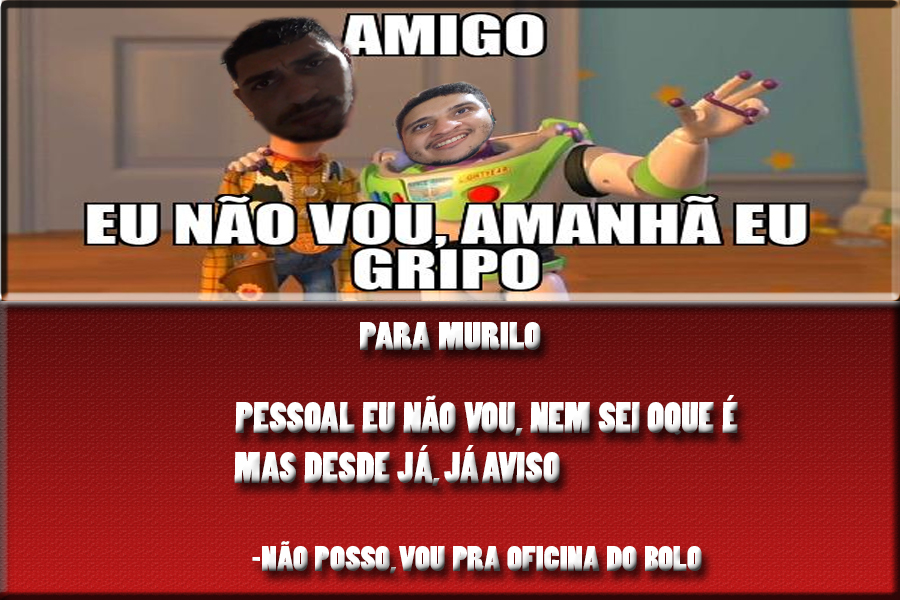 AMIGO
LIGHTYEAR
EU NÃO VOU, AMANHÃ EU
GRIPO
PARA MURILO
PESSOAL EU NÃO VOU, NEM SEI OQUE É
MAS DESDE JÁ, JÁ AVISO
-NÃO POSSO, VOU PRA OFICINA DO BOLO